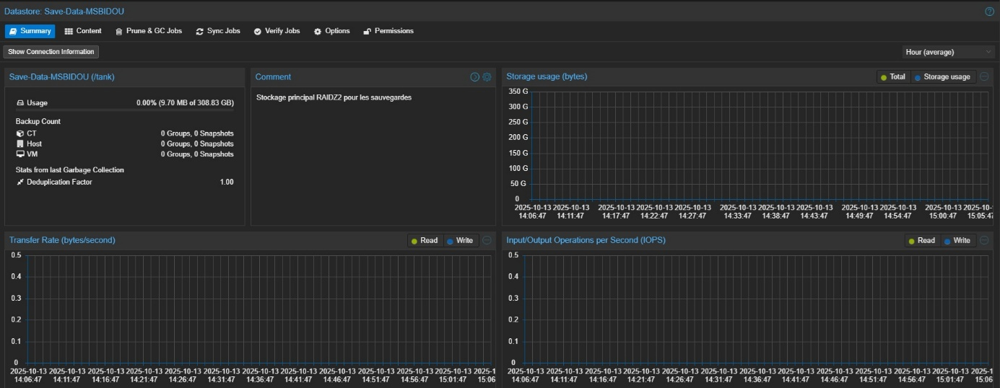 Datastore: Save-Data-MSBIDOU
Summary Content Prune & GC Jobs Sync Jobs Verify Jobs Options Permissions
Show Connection Information Hour (average)
Save-Data-MSBIDOU (/tank)
Usage 0.00% (9.70 MB of 308.83 GB)
Backup Count
CT 0 Groups, 0 Snapshots
Host 0 Groups, 0 Snapshots
VM 0 Groups, 0 Snapshots
Stats from last Garbage Collection
Deduplication Factor 1.00
Comment
Stockage principal RAIDZ2 pour les sauvegardes
Storage usage (bytes) Total Storage usage
350 G
300 G
250 G
200 G
150 G
100 G
50 G
0
2025-10-13 2025-10-13 2025-10-13 2025-10-13 2025-10-13 2025-10-13 2025-10-13 2025-10-13 2025-10-13 2025-10-13 2025-10-13 2025-10-
14:06:47 14:11:47 14:17:47 14:22:47 14:27:47 14:33:47 14:38:47 14:43:47 14:49:47 14:54:47 15:00:47 15:05:4
Transfer Rate (bytes/second) Read Write
0.5
0.4
0.3
0.2
0.1
0
2025-10-13 2025-10-13 2025-10-13 2025-10-13 2025-10-13 2025-10-13 2025-10-13 2025-10-13 2025-10-13 2025-10-13 2025-10-13 2025-10-13 2025-1
14:06:47 14:11:47 14:16:47 14:21:47 14:26:47 14:31:47 14:36:47 14:41:47 14:46:47 14:51:47 14:56:47 15:01:47 15:06
Input/Output Operations per Second (IOPS) Read Write
0.5
0.4
0.3
0.2
0.1
0
2025-10-13 2025-10-13 2025-10-13 2025-10-13 2025-10-13 2025-10-13 2025-10-13 2025-10-13 2025-10-13 2025-10-13 2025-10-13 2025-10-13 2025-1
14:06:47 14:11:47 14:16:47 14:21:47 14:26:47 14:31:47 14:36:47 14:41:47 14:46:47 14:51:47 14:56:47 15:01:47 15:06